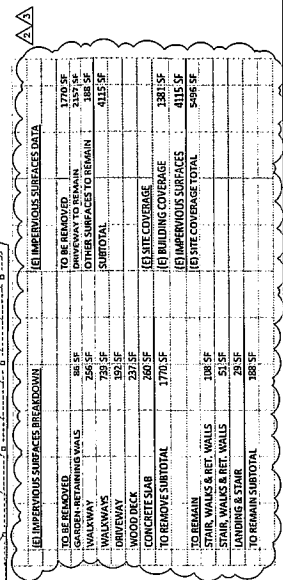 (E) IMPERVIOUS SURFACES BREAKDOWN
TO BE REMOVED
GARDEN-RETAINING WALS 86 SF
WALKWAY 256 SF
WALKWAYS 739 SF
DRIVEWAY 192 SF
WOOD DECK 237 SF
CONCRETE SLAB 260 SF
TO REMOVE SUBTOTAL 1770 SF
TO REMAIN
STAIR, WALKS & RET. WALLS 108 SF
STAIR, WALKS & RET. WALLS 51 SF
LANDING & STAIR 29 SF
TO REMAIN SUBTOTAL 188 SF
(E) IMPERVIOUS SURFACES DATA
TO BE REMOVED 1770 SF
DRIVEWAY TO REMAIN 2157 SF
OTHER SURFACES TO REMAIN 188 SF
SUBTOTAL 4115 SF
(E) SITE COVERAGE
(E) BUILDING COVERAGE 1381 SF
(E) IMPERVIOUS SURFACES 4115 SF
(E) SITE COVERAGE TOTAL 5496 SF
2
3